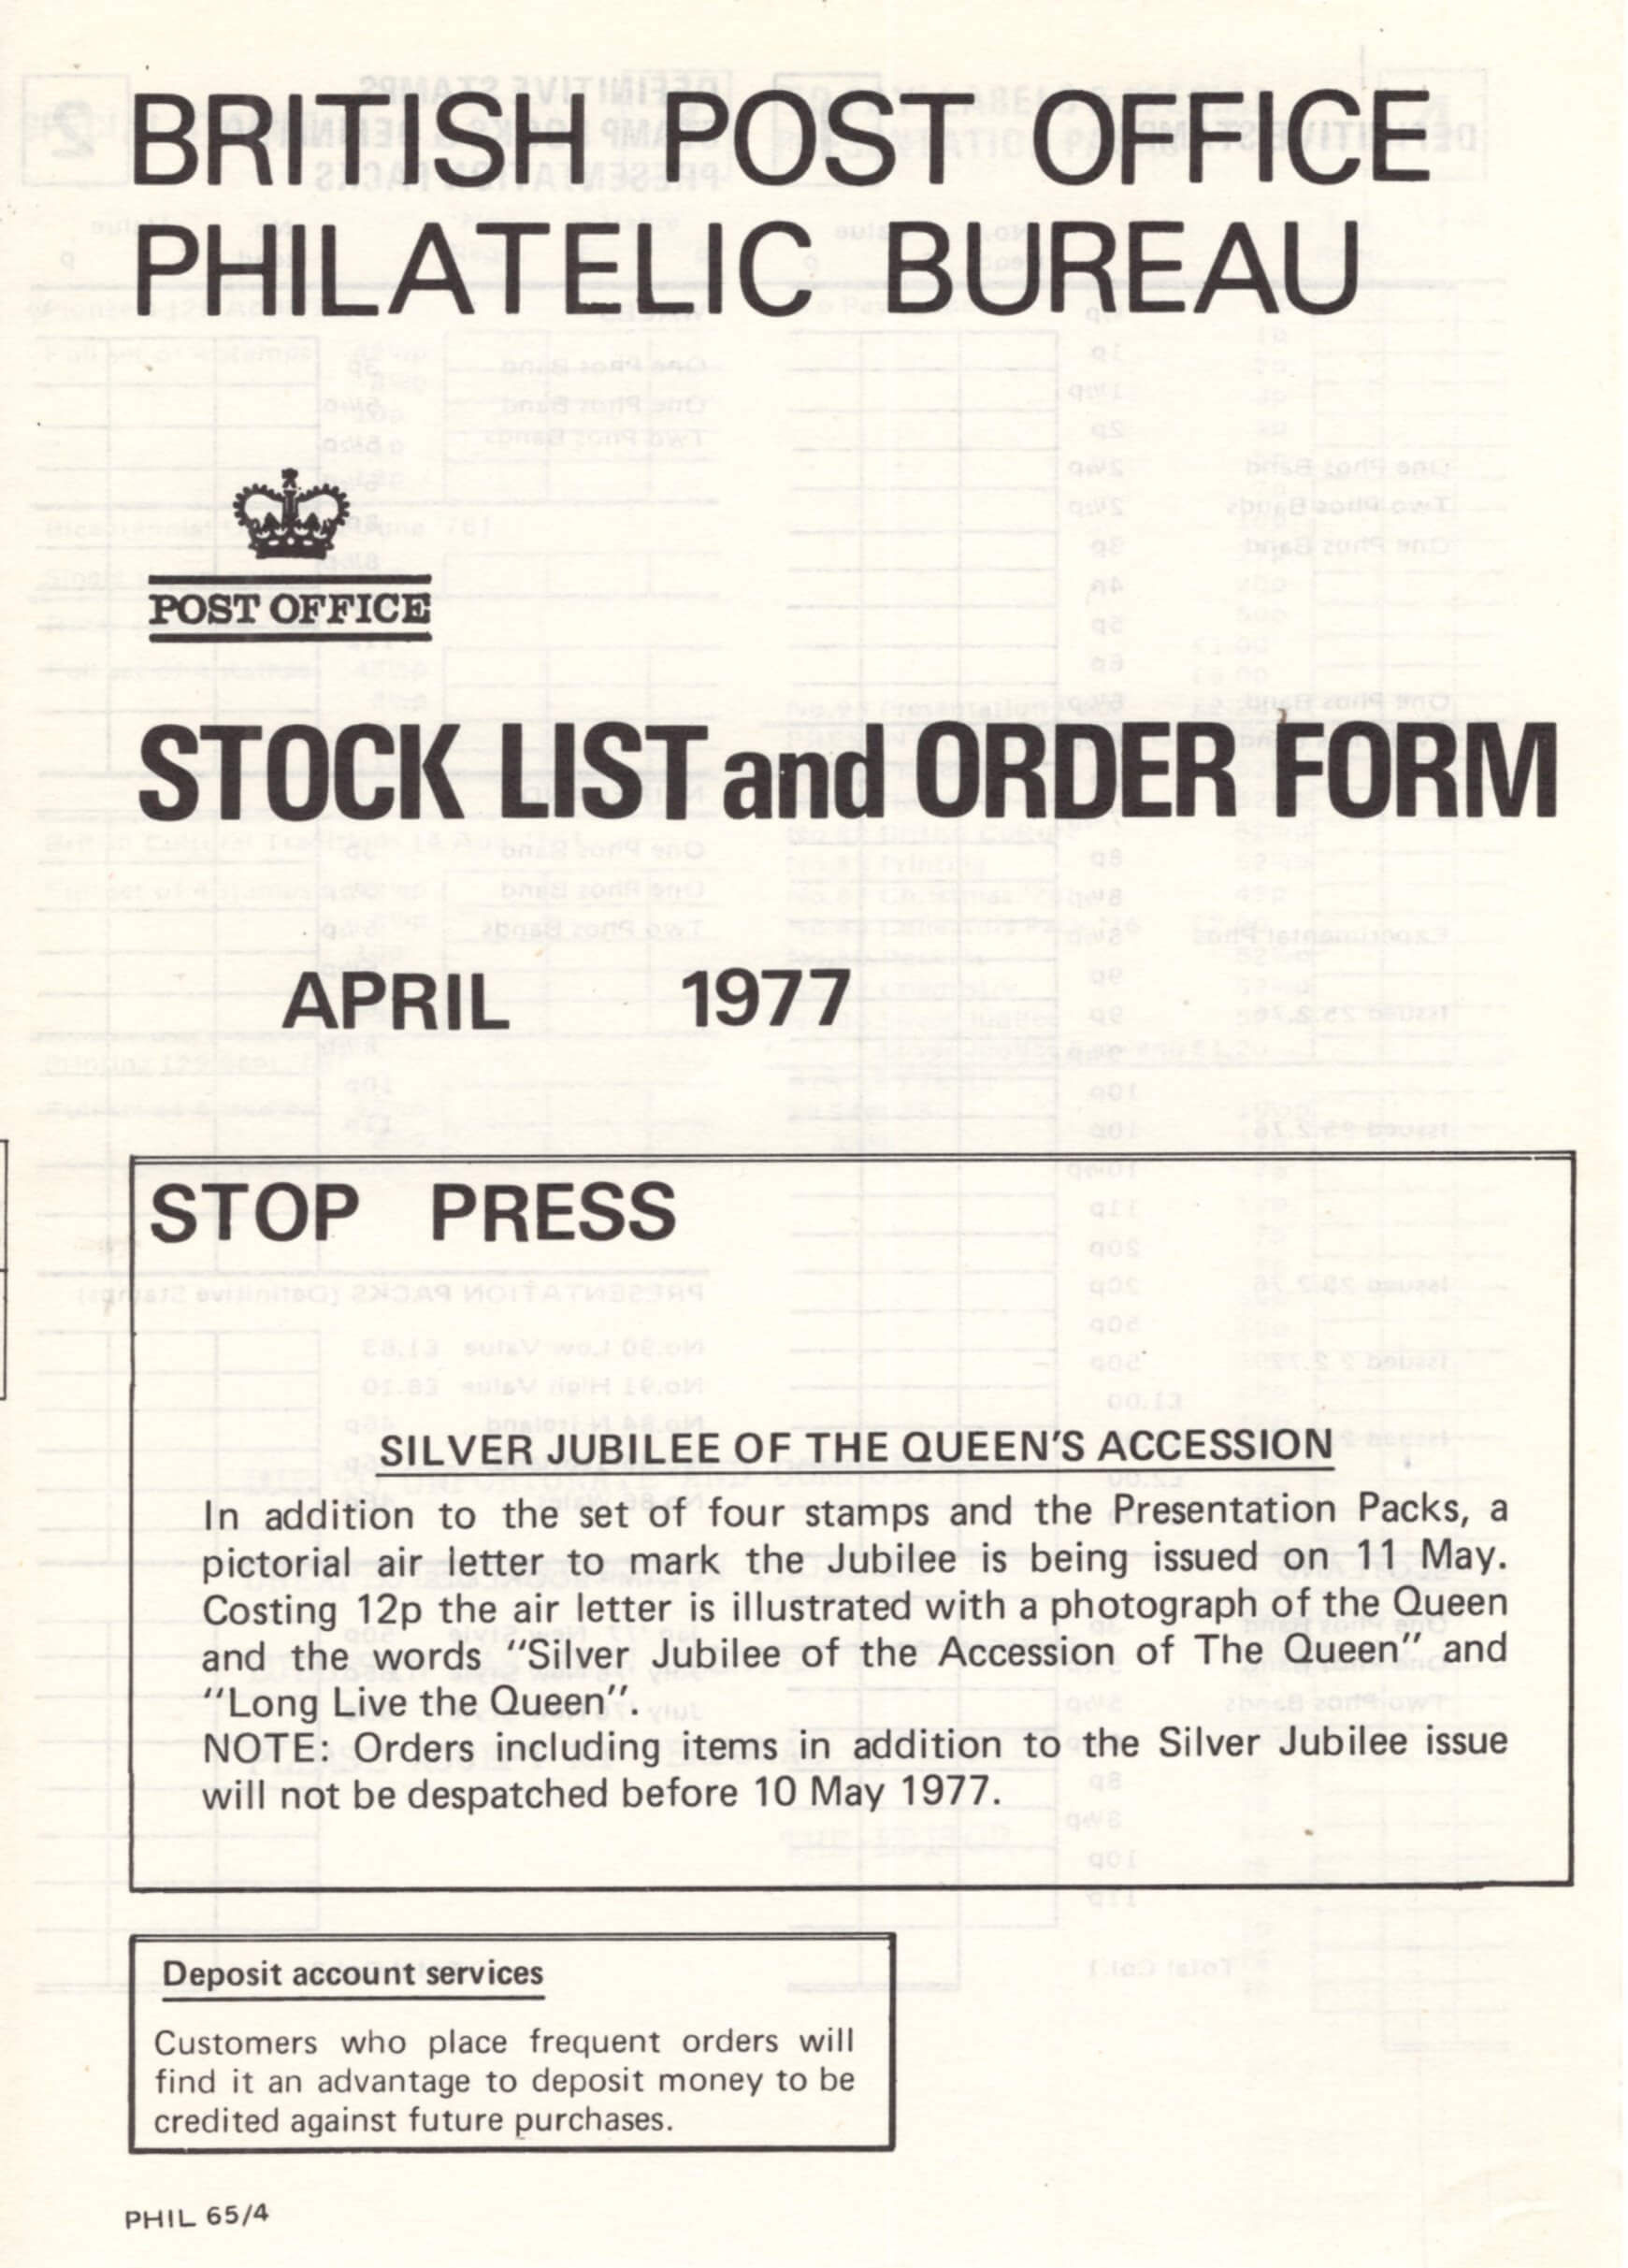 BRITISH POST OFFICE
PHILATELIC BUREAU
POST OFFICE
STOCK LIST and ORDER FORM
APRIL 1977
STOP PRESS
SILVER JUBILEE OF THE QUEEN'S ACCESSION
In addition to the set of four stamps and the Presentation Packs, a
pictorial air letter to mark the Jubilee is being issued on 11 May.
Costing 12p the air letter is illustrated with a photograph of the Queen
and the words "Silver Jubilee of the Accession of The Queen" and
"Long Live the Queen".
NOTE: Orders including items in addition to the Silver Jubilee issue
will not be despatched before 10 May 1977.
Deposit account services
Customers who place frequent orders will
find it an advantage to deposit money to be
credited against future purchases.
PHIL 65/4